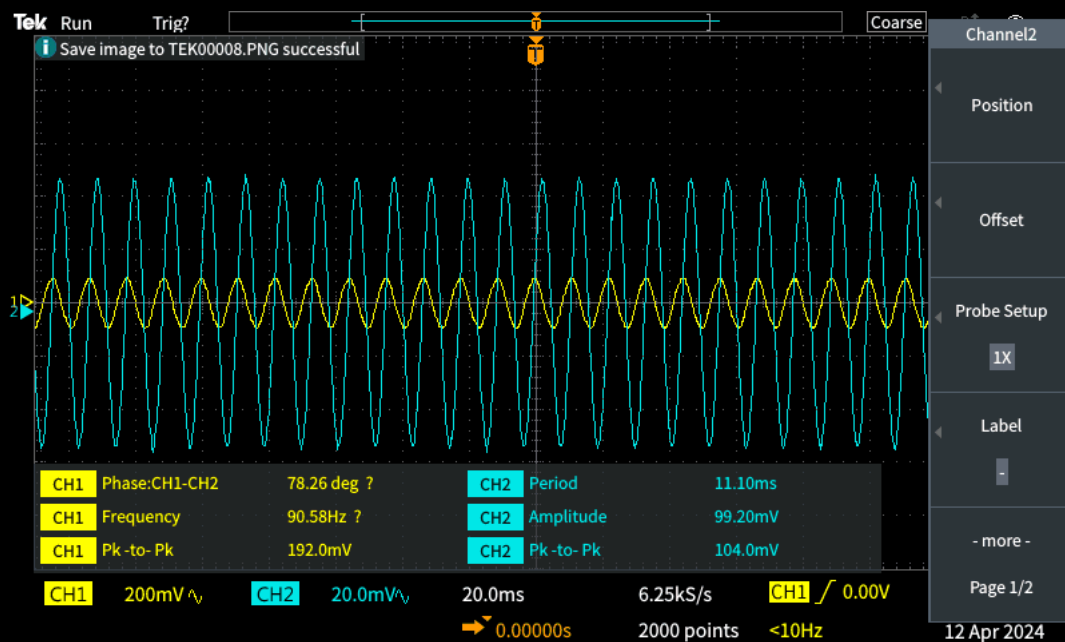 Tek Run Trig? T Coarse
Save image to TEK00008.PNG successful
T
Channel2
Position
Offset
1
2
Probe Setup
1X
Label
-
- more -
Page 1/2
CH1 Phase:CH1-CH2 78.26 deg ? CH2 Period 11.10ms
CH1 Frequency 90.58Hz ? CH2 Amplitude 99.20mV
CH1 Pk -to- Pk 192.0mV CH2 Pk -to- Pk 104.0mV
CH1 200mV CH2 20.0mV 20.0ms 6.25kS/s CH1 0.00V
0.00000s 2000 points <10Hz 12 Apr 2024